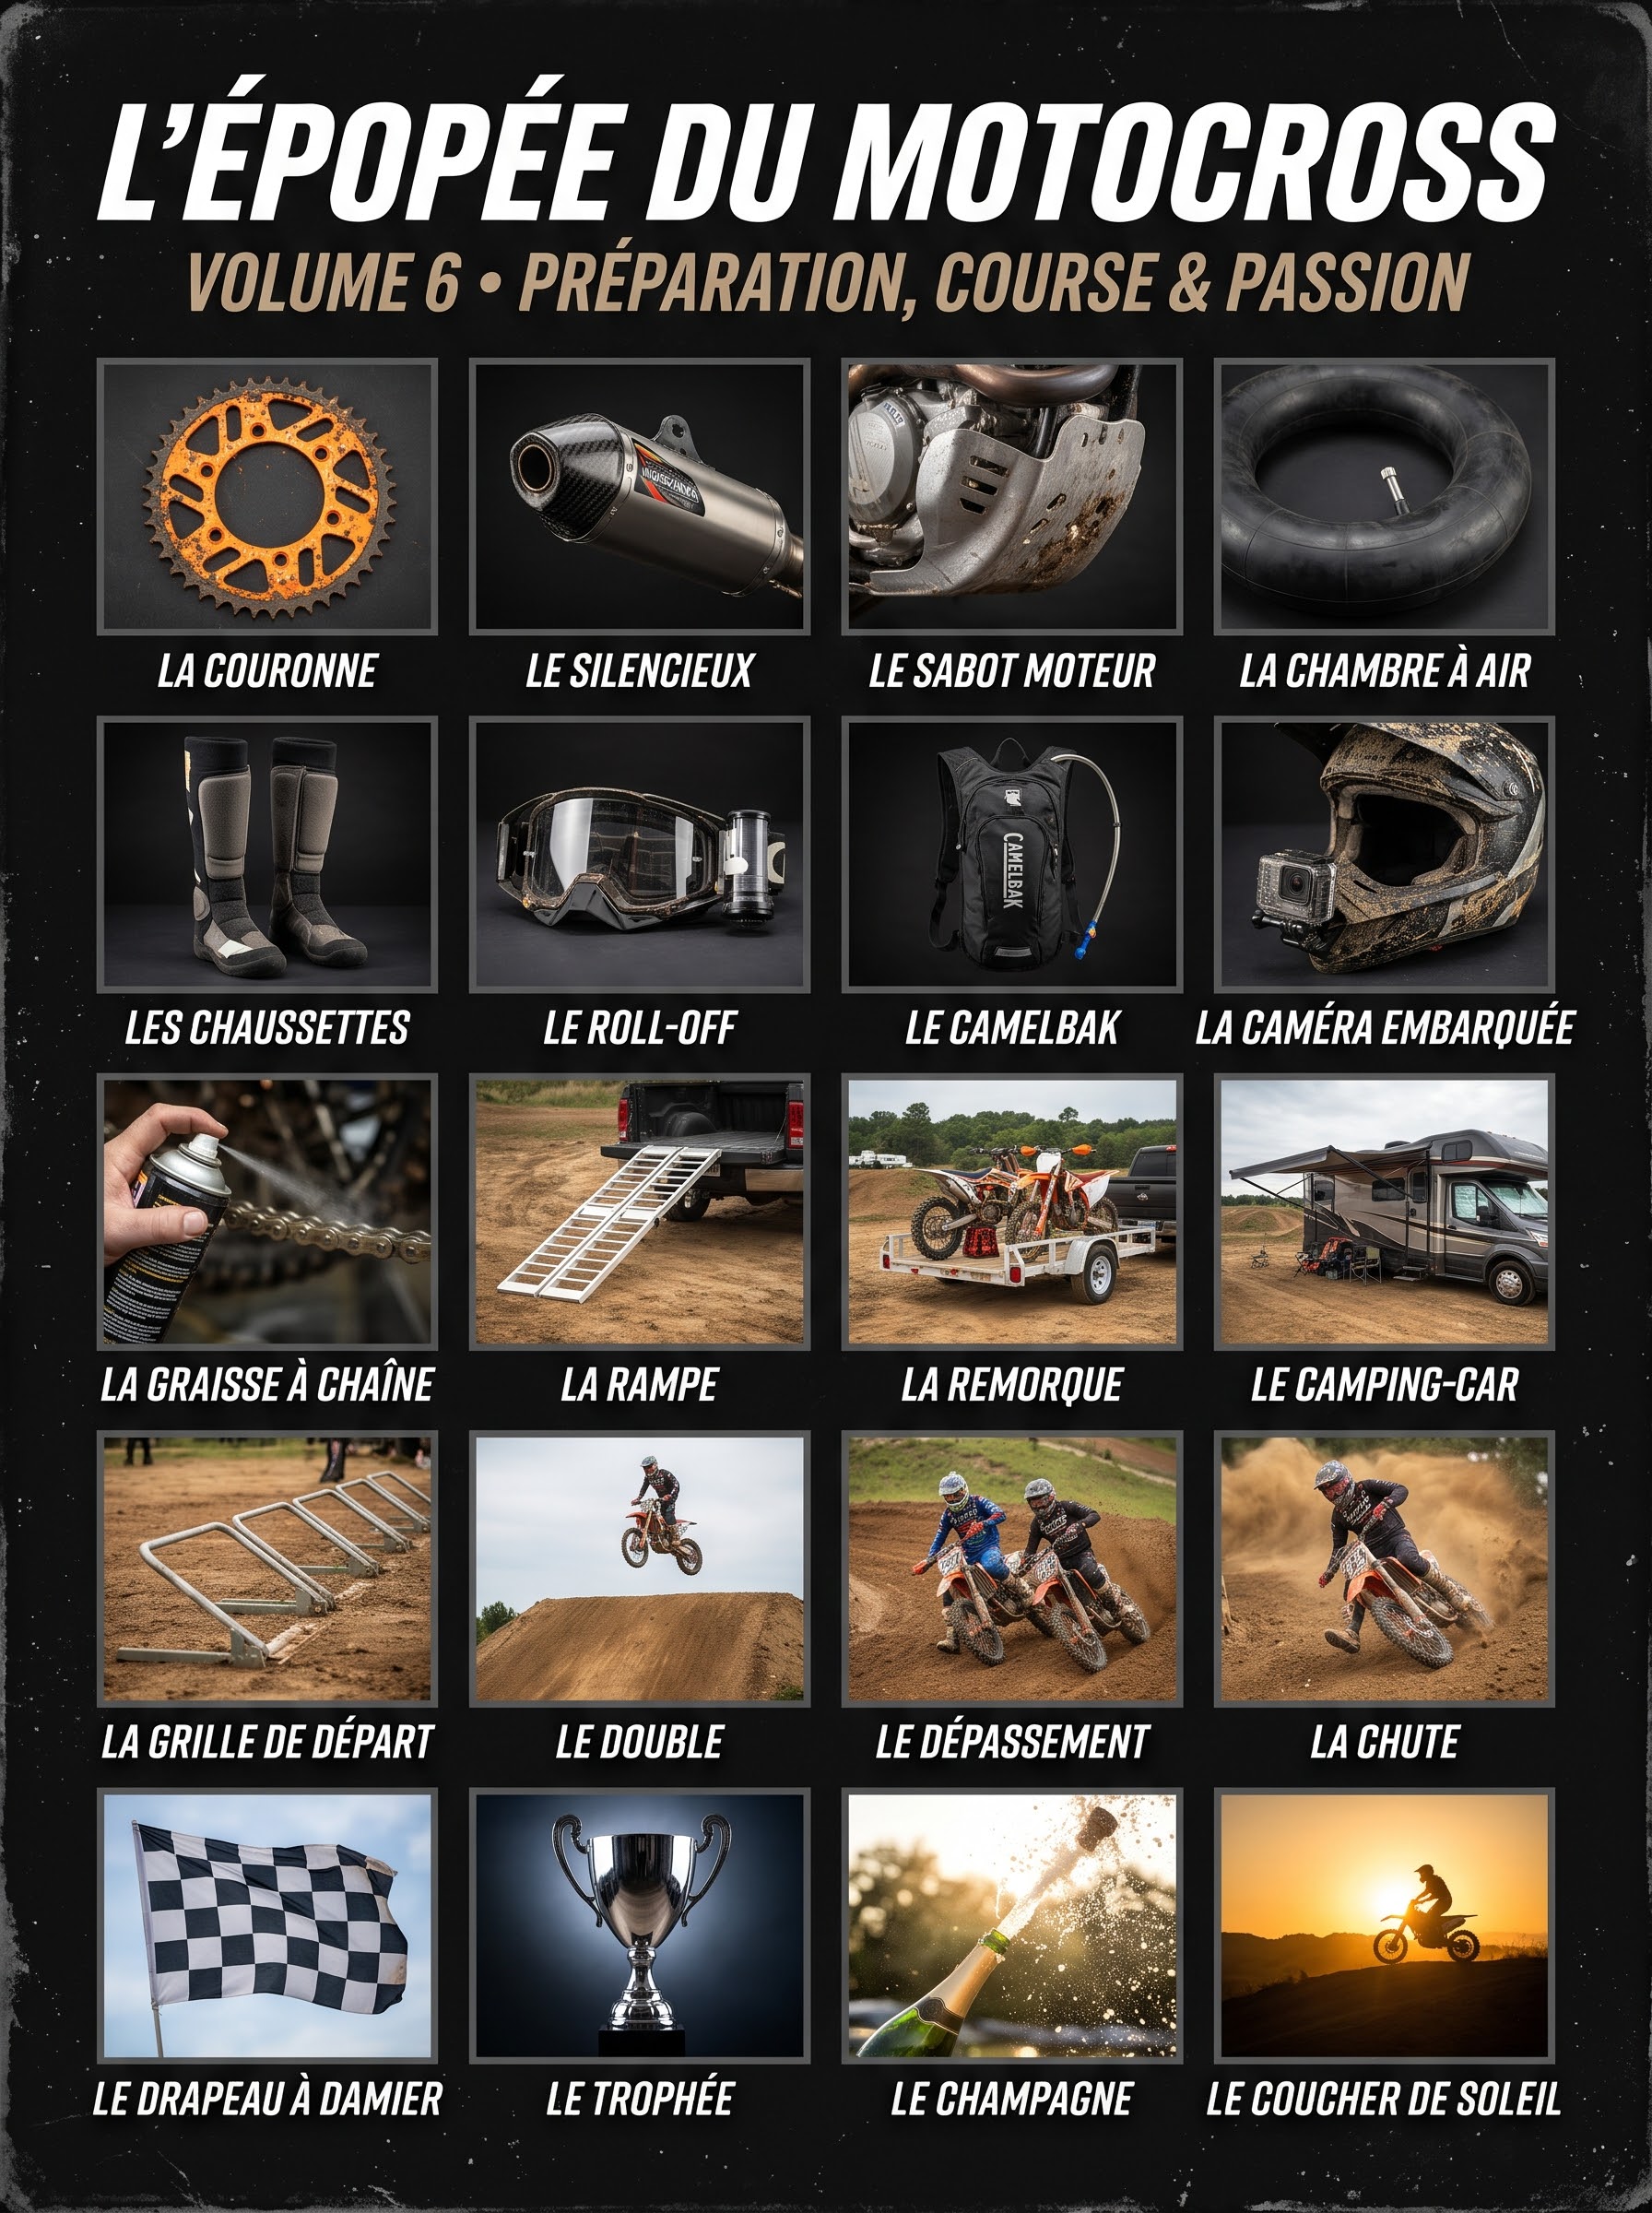 L'ÉPOPÉE DU MOTOCROSS
VOLUME 6 • PRÉPARATION, COURSE & PASSION
LA COURONNE
LE SILENCIEUX
LE SABOT MOTEUR
LA CHAMBRE À AIR
CAMELBAK
LES CHAUSSETTES
LE ROLL-OFF
LE CAMELBAK
LA CAMÉRA EMBARQUÉE
LA GRAISSE À CHAÎNE
LA RAMPE
LA REMORQUE
LE CAMPING-CAR
LA GRILLE DE DÉPART
LE DOUBLE
LE DÉPASSEMENT
LA CHUTE
LE DRAPEAU À DAMIER
LE TROPHÉE
LE CHAMPAGNE
LE COUCHER DE SOLEIL